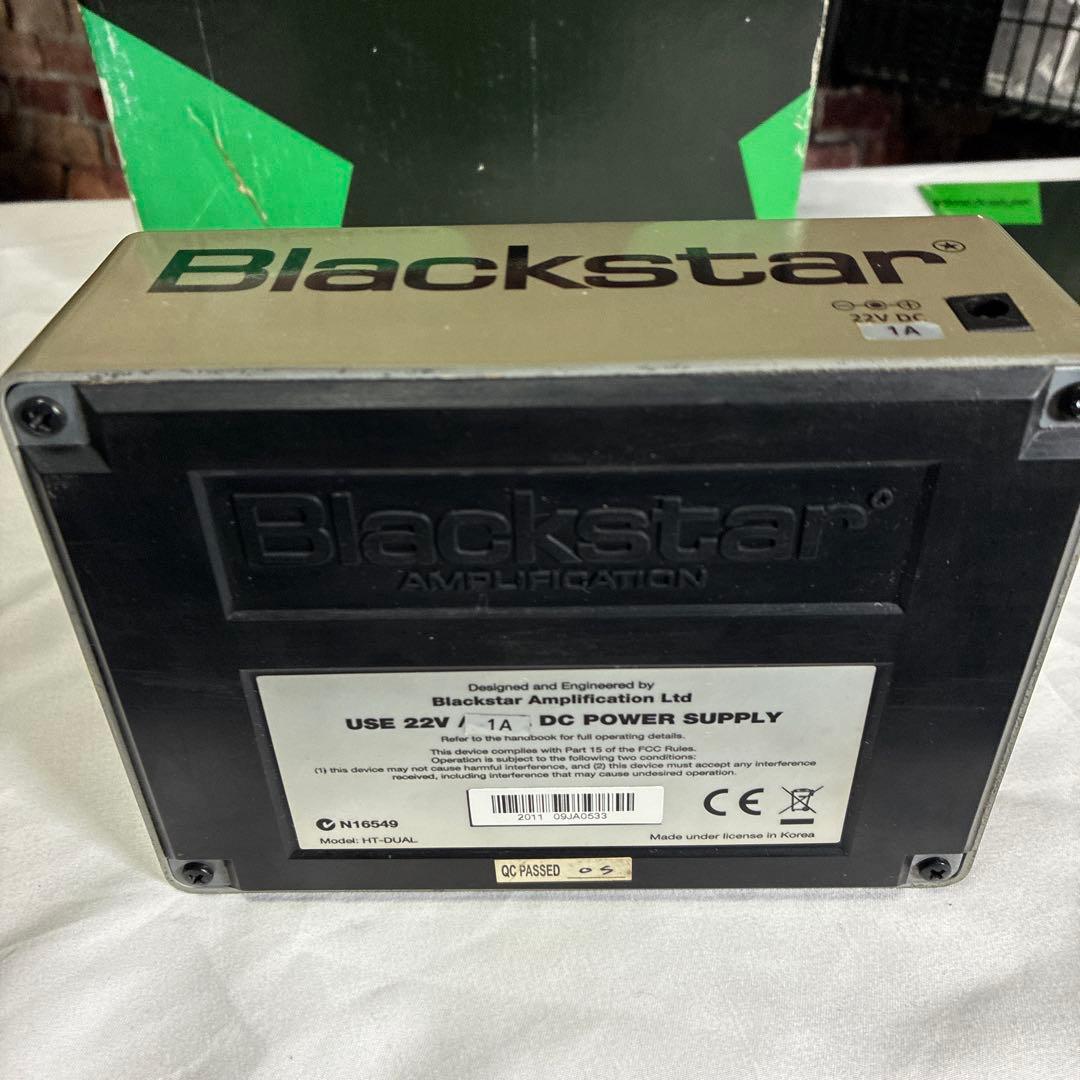 Blackstar
22V DC
1A
Blackstar
AMPLIFICATION
Designed and Engineered by
Blackstar Amplification Ltd
USE 22V / 1A DC POWER SUPPLY
Refer to the handbook for full operating details.
This device complies with Part 15 of the FCC Rules.
Operation is subject to the following two conditions:
(1) this device may not cause harmful interference, and (2) this device must accept any interference
received, including interference that may cause undesired operation.
2011 09JA0533
CE
N16549
Model: HT-DUAL
Made under license in Korea
QC PASSED 05